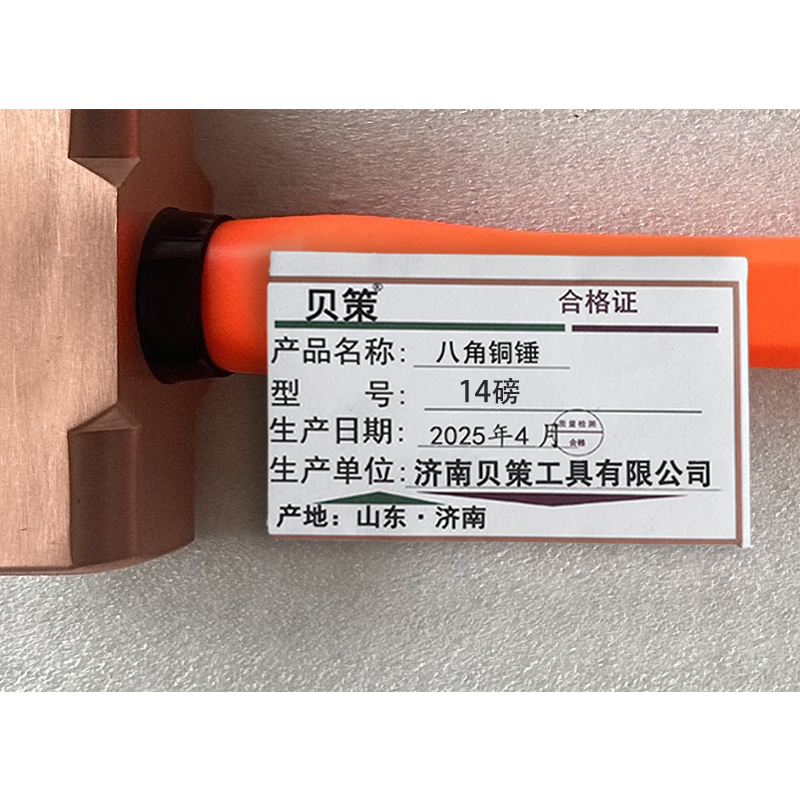 贝策® 合格证
产品名称： 八角铜锤
型 号： 14磅
生产日期： 2025年4月
质量检测
合格
生产单位：济南贝策工具有限公司
产地：山东·济南